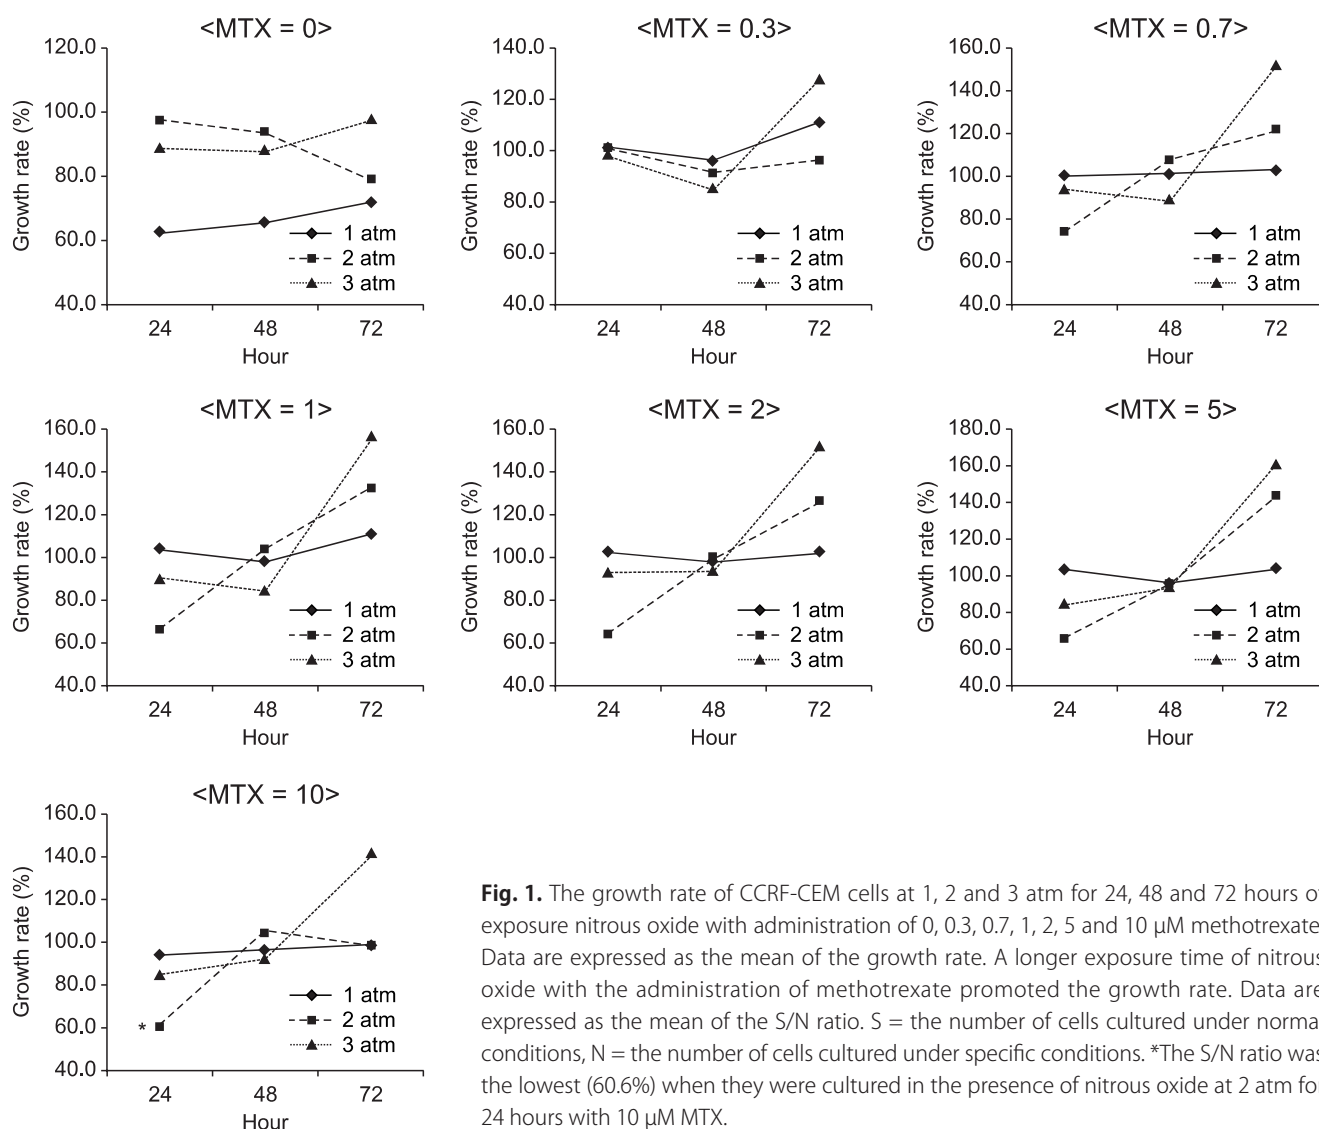 <MTX = 0>
Growth rate (%)
120.0
100.0
80.0
60.0
40.0
1 atm
2 atm
3 atm
24 48 72
Hour
<MTX = 0.3>
Growth rate (%)
140.0
120.0
100.0
80.0
60.0
40.0
1 atm
2 atm
3 atm
24 48 72
Hour
<MTX = 0.7>
Growth rate (%)
160.0
140.0
120.0
100.0
80.0
60.0
40.0
1 atm
2 atm
3 atm
24 48 72
Hour
<MTX = 1>
Growth rate (%)
160.0
140.0
120.0
100.0
80.0
60.0
40.0
1 atm
2 atm
3 atm
24 48 72
Hour
<MTX = 2>
Growth rate (%)
160.0
140.0
120.0
100.0
80.0
60.0
40.0
1 atm
2 atm
3 atm
24 48 72
Hour
<MTX = 5>
Growth rate (%)
180.0
160.0
140.0
120.0
100.0
80.0
60.0
40.0
1 atm
2 atm
3 atm
24 48 72
Hour
<MTX = 10>
Growth rate (%)
160.0
140.0
120.0
100.0
80.0
60.0
40.0
*
1 atm
2 atm
3 atm
24 48 72
Hour
Fig. 1. The growth rate of CCRF-CEM cells at 1, 2 and 3 atm for 24, 48 and 72 hours o
exposure nitrous oxide with administration of 0, 0.3, 0.7, 1, 2, 5 and 10 μM methotrexate
Data are expressed as the mean of the growth rate. A longer exposure time of nitrous
oxide with the administration of methotrexate promoted the growth rate. Data are
expressed as the mean of the S/N ratio. S = the number of cells cultured under norma
conditions, N = the number of cells cultured under specific conditions. *The S/N ratio was
the lowest (60.6%) when they were cultured in the presence of nitrous oxide at 2 atm fo
24 hours with 10 μM MTX.